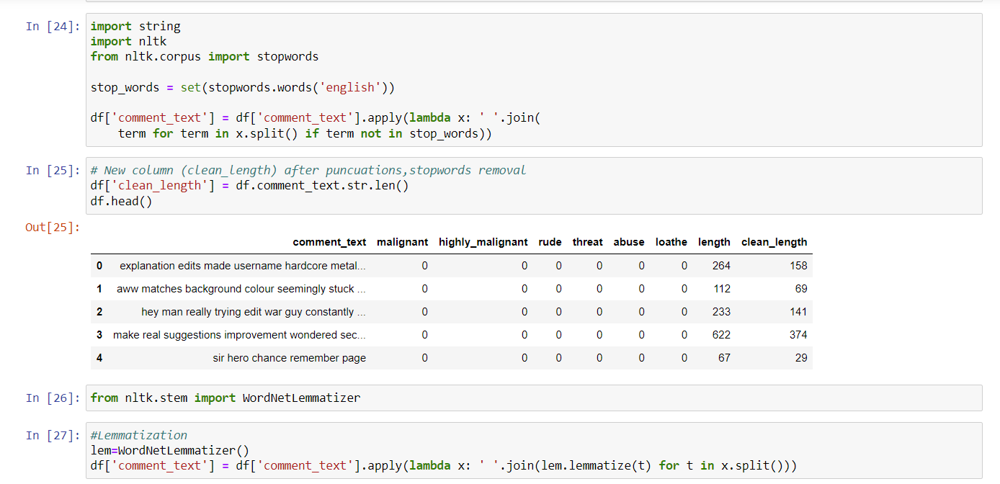 In [24]: import string
import nltk
from nltk.corpus import stopwords
stop_words = set(stopwords.words('english'))
df['comment_text'] = df['comment_text'].apply(lambda x: ' '.join(
term for term in x.split() if term not in stop_words))
In [25]: # New column (clean_length) after puncuations,stopwords removal
df['clean_length'] = df.comment_text.str.len()
df.head()
Out[25]:
comment_text malignant highly_malignant rude threat abuse loathe length clean_length
0 explanation edits made username hardcore metal... 0 0 0 0 0 0 264 158
1 aww matches background colour seemingly stuck ... 0 0 0 0 0 0 112 69
2 hey man really trying edit war guy constantly ... 0 0 0 0 0 0 233 141
3 make real suggestions improvement wondered sec... 0 0 0 0 0 0 622 374
4 sir hero chance remember page 0 0 0 0 0 0 67 29
In [26]: from nltk.stem import WordNetLemmatizer
In [27]: #Lemmatization
lem=WordNetLemmatizer()
df['comment_text'] = df['comment_text'].apply(lambda x: ' '.join(lem.lemmatize(t) for t in x.split()))